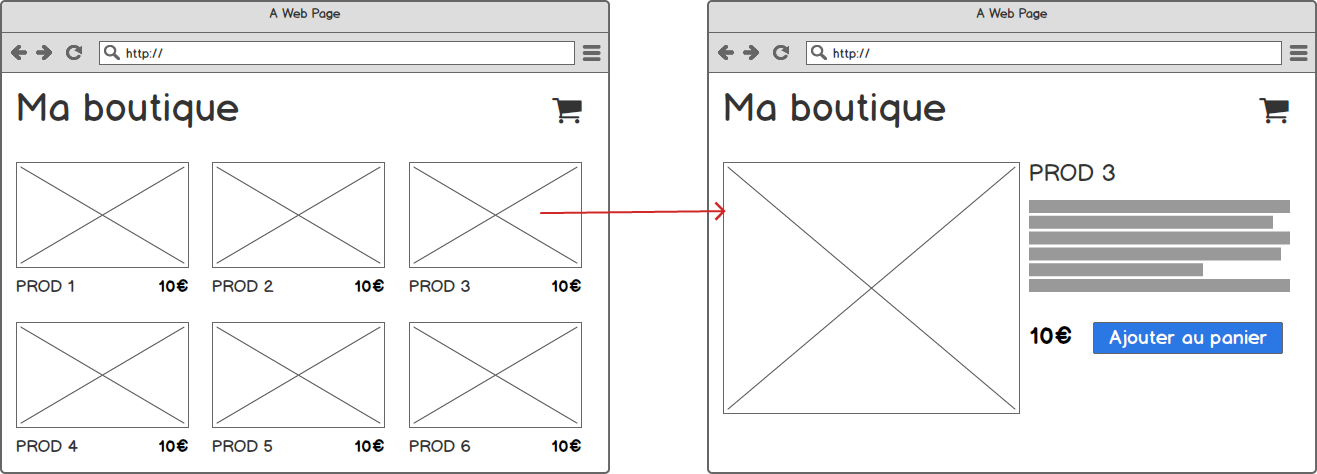 A Web Page
http://
Ma boutique
PROD 1 10€
PROD 2 10€
PROD 3 10€
PROD 4 10€
PROD 5 10€
PROD 6 10€
A Web Page
http://
Ma boutique
PROD 3
10€ Ajouter au panier